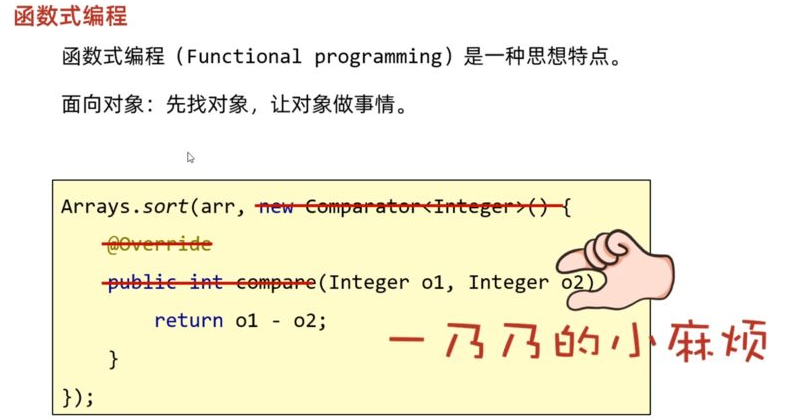 函数式编程
函数式编程（Functional programming）是一种思想特点。
面向对象：先找对象，让对象做事情。
Arrays.sort(arr, new Comparator<Integer>() {
@Override
public int compare(Integer o1, Integer o2)
return o1 - o2;
一乃乃的小麻烦
}
});